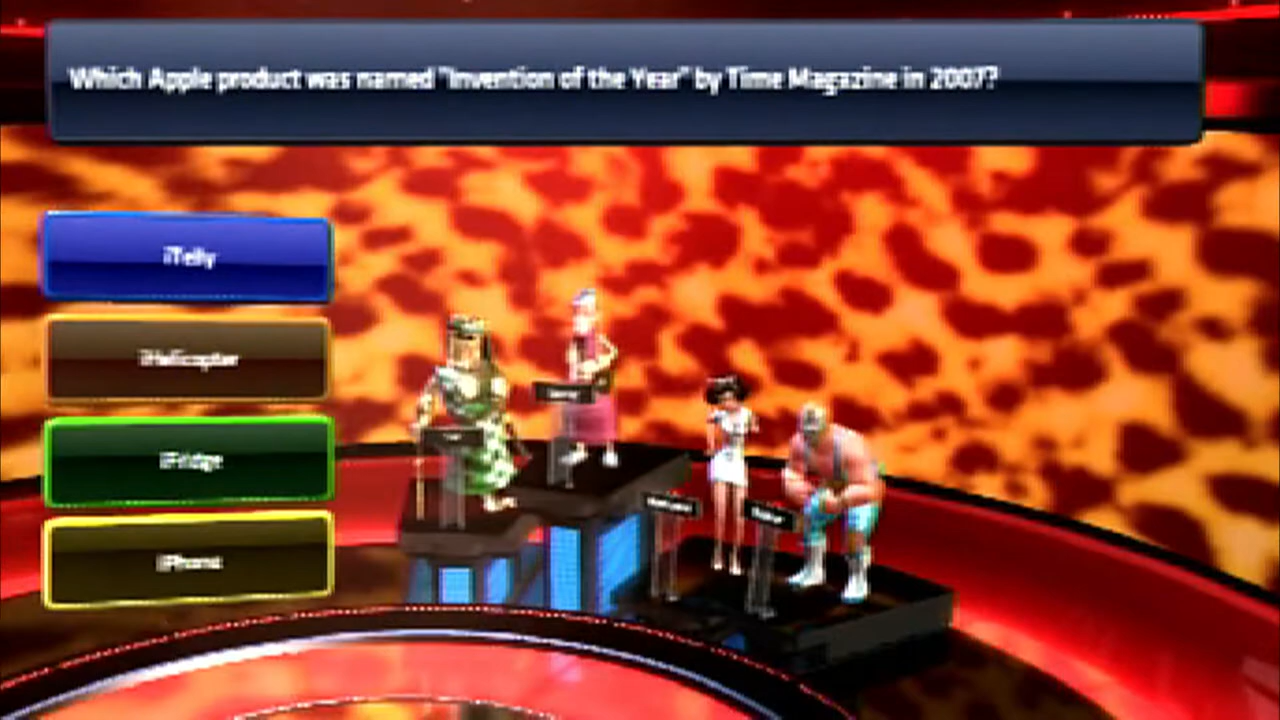 Which Apple product was named "Invention of the Year" by Time Magazine in 2007?
iTelly
iHelicopter
iFridge
iPhone